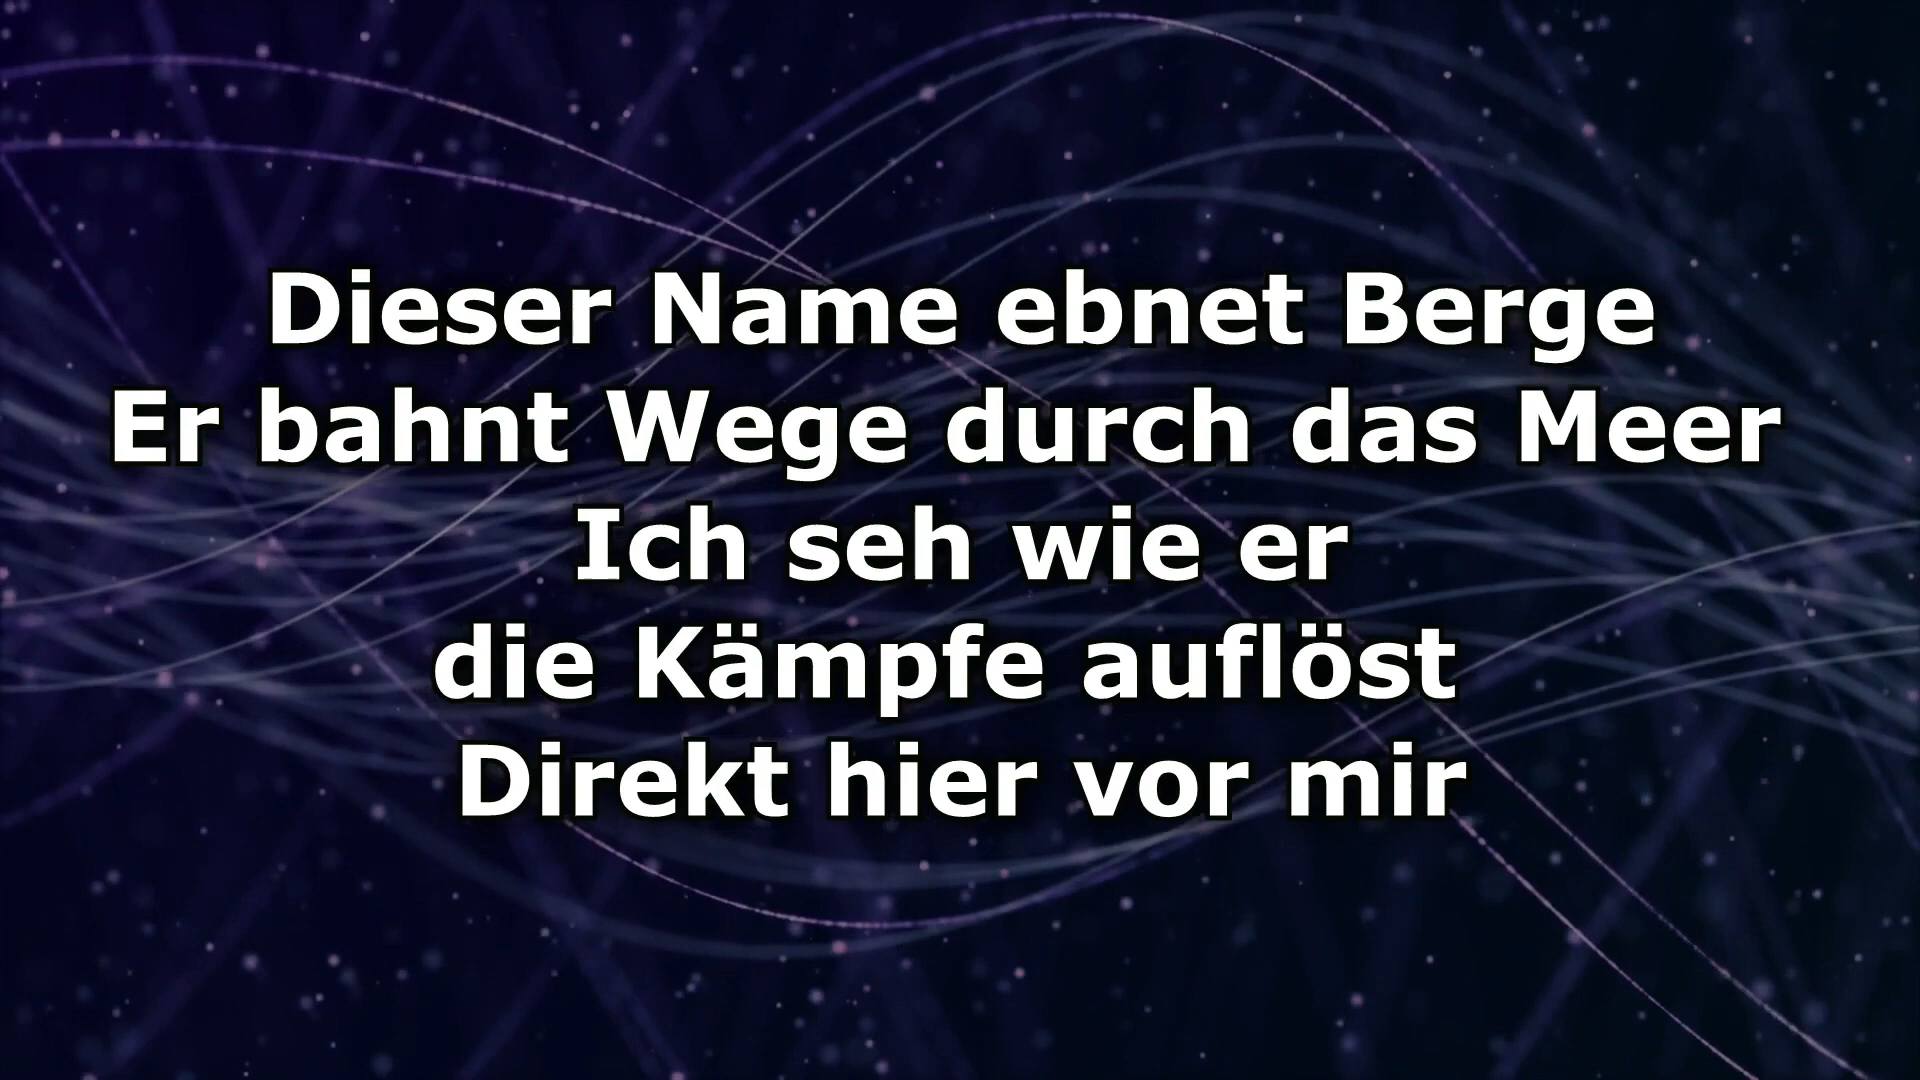 Dieser Name ebnet Berge
Er bahnt Wege durch das Meer
Ich seh wie er
die Kämpfe auflöst
Direkt hier vor mir